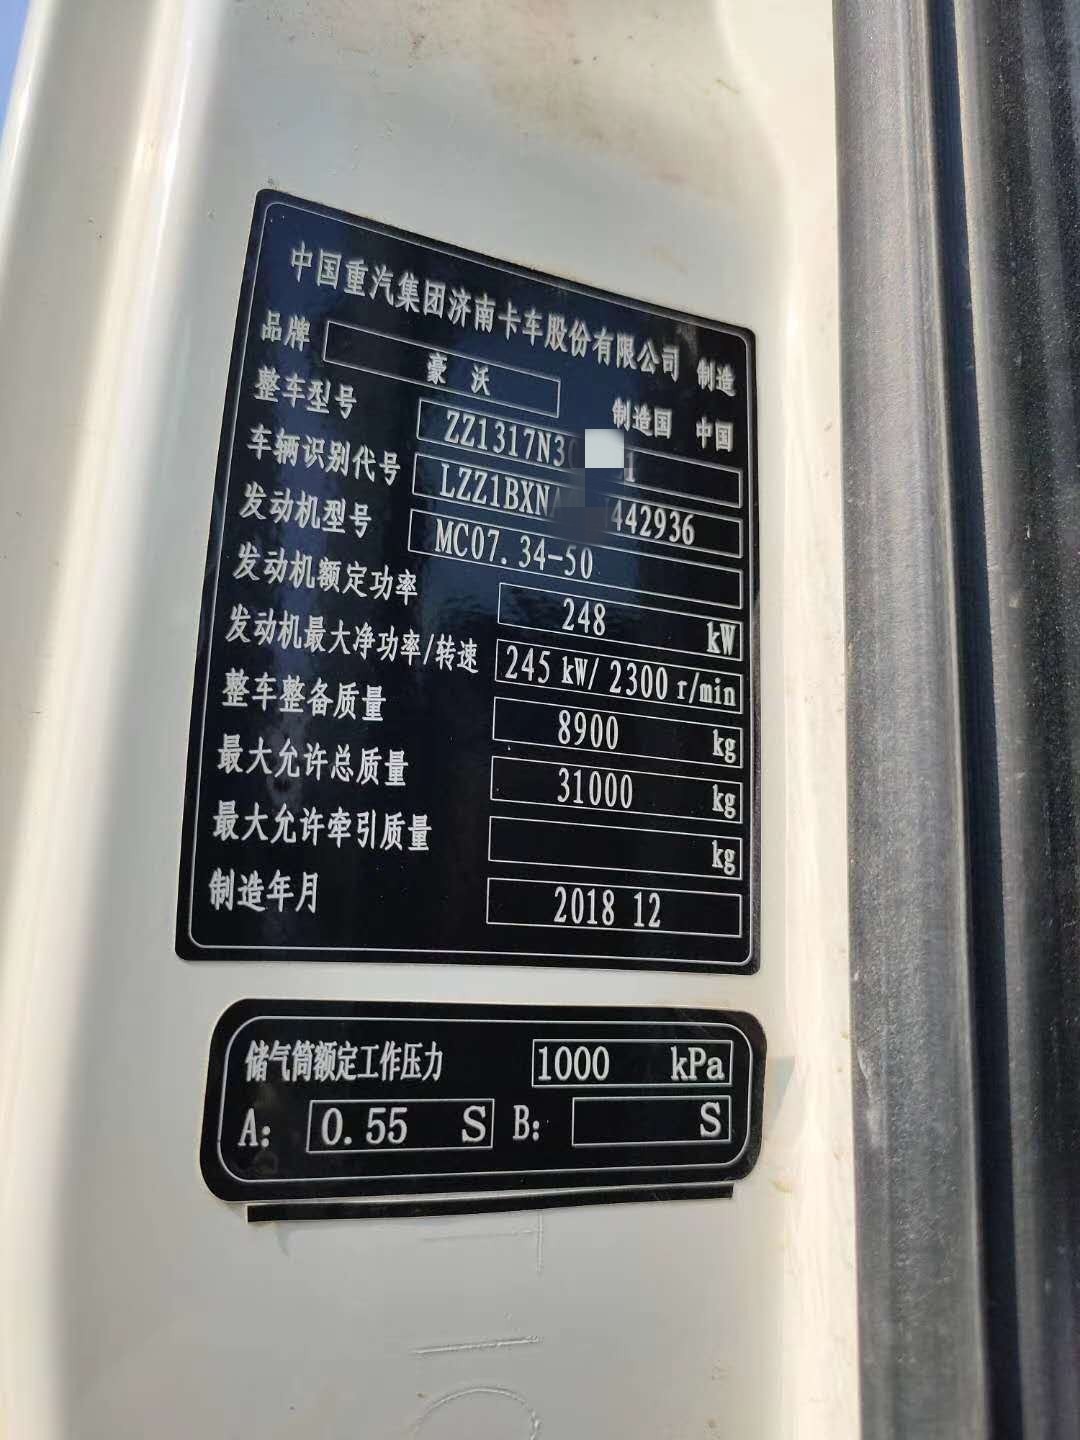 中国重汽集团济南卡车股份有限公司 制造
品牌 豪沃 制造国 中国
整车型号 ZZ1317N3 1
车辆识别代号 LZZ1BXN 442936
发动机型号 MC07.34-50
发动机额定功率 248 kW
发动机最大净功率/转速 245 kW/ 2300 r/min
整车整备质量 8900 kg
最大允许总质量 31000 kg
最大允许牵引质量 kg
制造年月 2018 12
储气筒额定工作压力 1000 kPa
A: 0.55 S B: S